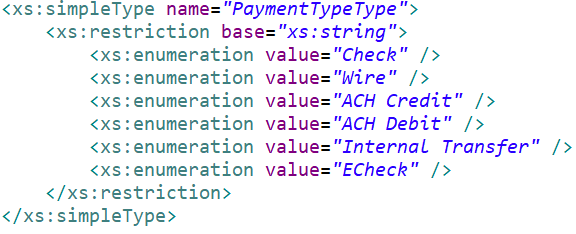 <xs:simpleType name="PaymentTypeType">
    <xs:restriction base="xs:string">
        <xs:enumeration value="Check" />
        <xs:enumeration value="Wire" />
        <xs:enumeration value="ACH Credit" />
        <xs:enumeration value="ACH Debit" />
        <xs:enumeration value="Internal Transfer" />
        <xs:enumeration value="ECheck" />
    </xs:restriction>
</xs:simpleType>